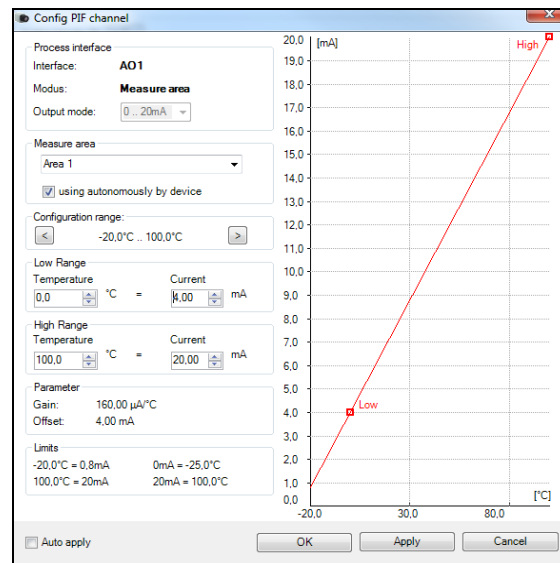 Config PIF channel
Process interface
Interface: AO1
Modus: Measure area
Output mode: 0 .. 20mA
Measure area
Area 1
using autonomously by device
Configuration range:
< -20,0°C .. 100,0°C >
Low Range
Temperature Current
0,0 °C = 4,00 mA
High Range
Temperature Current
100,0 °C = 20,00 mA
Parameter
Gain: 160,00 µA/°C
Offset: 4,00 mA
Limits
-20,0°C = 0,8mA 0mA = -25,0°C
100,0°C = 20mA 20mA = 100,0°C
20,0 [mA] High
19,0
18,0
17,0
16,0
15,0
14,0
13,0
12,0
11,0
10,0
9,0
8,0
7,0
6,0
5,0
4,0 Low
3,0
2,0
1,0
0,0 [°C]
-20,0 30,0 80,0
Auto apply OK Apply Cancel